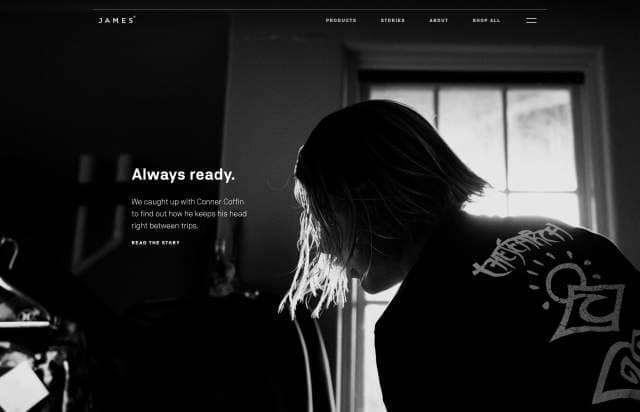 JAMES
PRODUCTS
STORIES
ABOUT
SHOP ALL
Always ready.
We caught up with Conner Coffin
to find out how he keeps his head
right between trips.
READ THE STORY